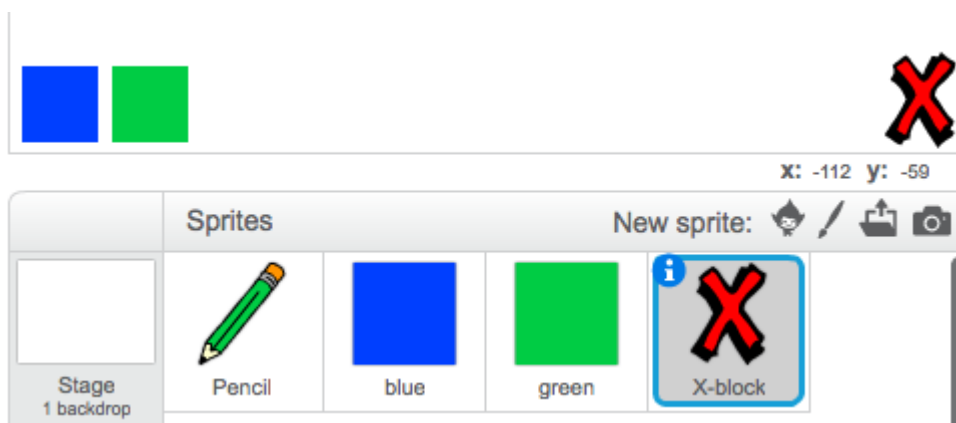 x: -112 y: -59
Sprites New sprite:
Stage
1 backdrop
Pencil
blue
green
X-block